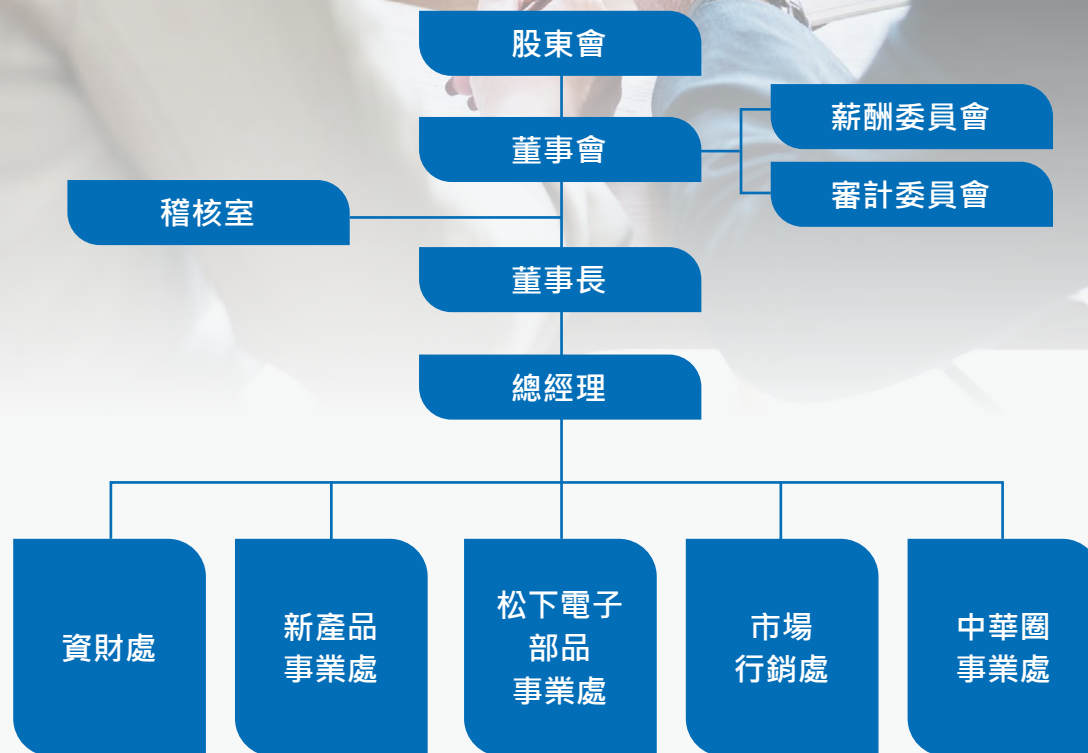 股東會
董事會
薪酬委員會
審計委員會
稽核室
董事長
總經理
資財處
新產品
事業處
松下電子
部品
事業處
市場
行銷處
中華圈
事業處